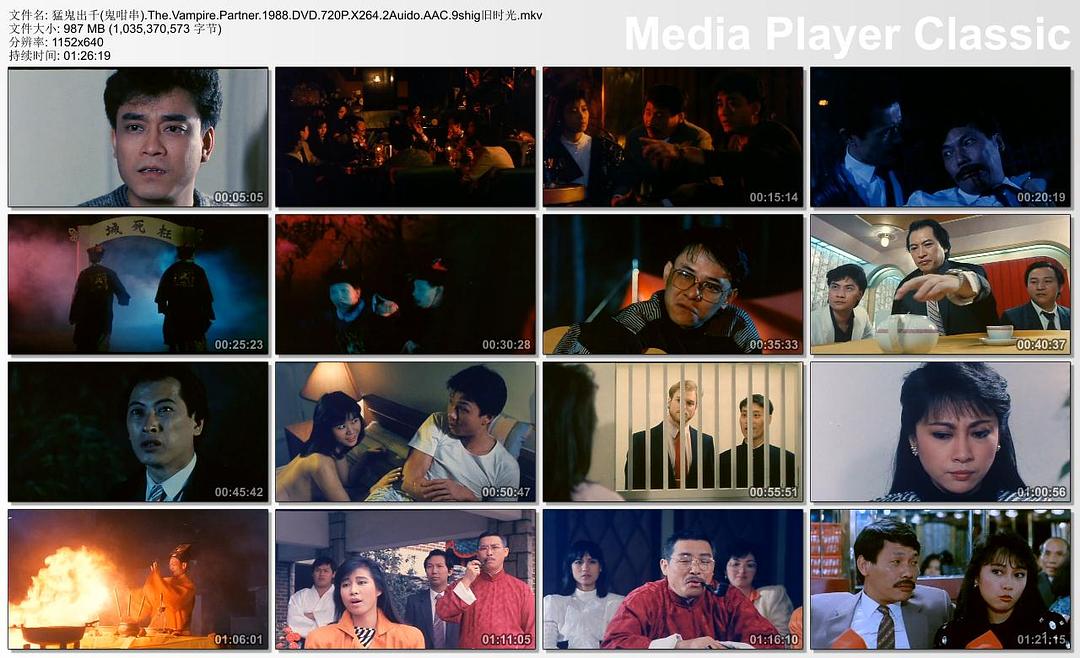 文件名: 猛鬼出千(鬼咁串).The.Vampire.Partner.1988.DVD.720P.X264.2Auido.AAC.9shig旧时光.mkv
文件大小: 987 MB (1,035,370,573 字节)
分辨率: 1152x640
持续时间: 01:26:19
Media Player Classic
00:05:05
00:15:14
00:20:19
城死枉
00:25:23
00:30:28
00:35:33
00:40:37
00:45:42
00:50:47
00:55:51
01:00:56
01:06:01
01:11:05
01:16:10
01:21:15